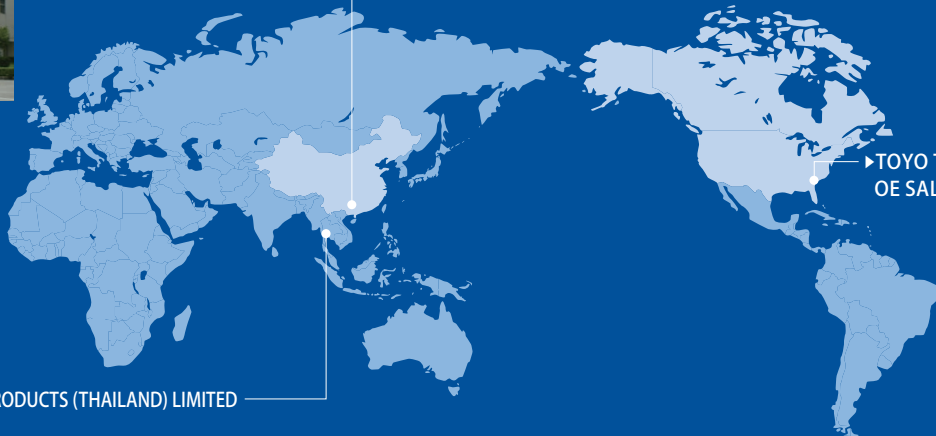 ▶TOYO T
OE SAL
RODUCTS (THAILAND) LIMITED